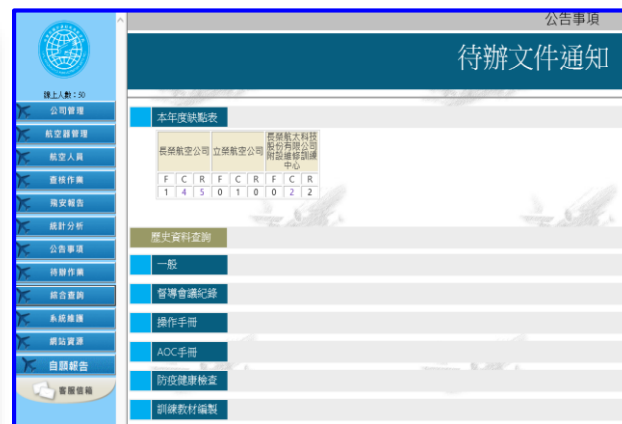 公告事項
待辦文件通知
線上人數：50
公司管理
航空器管理
航空人員
查核作業
飛安報告
統計分析
公告事項
待辦作業
綜合查詢
系統維護
網站資源
自願報告
客服信箱
本年度缺點表
長榮航空公司 立榮航空公司 長榮航太科技股份有限公司附設維修訓練中心
F C R F C R F C R
1 4 5 0 1 0 0 2 2
歷史資料查詢
一般
督導會議紀錄
操作手冊
AOC手冊
防疫健康檢查
訓練教材編製